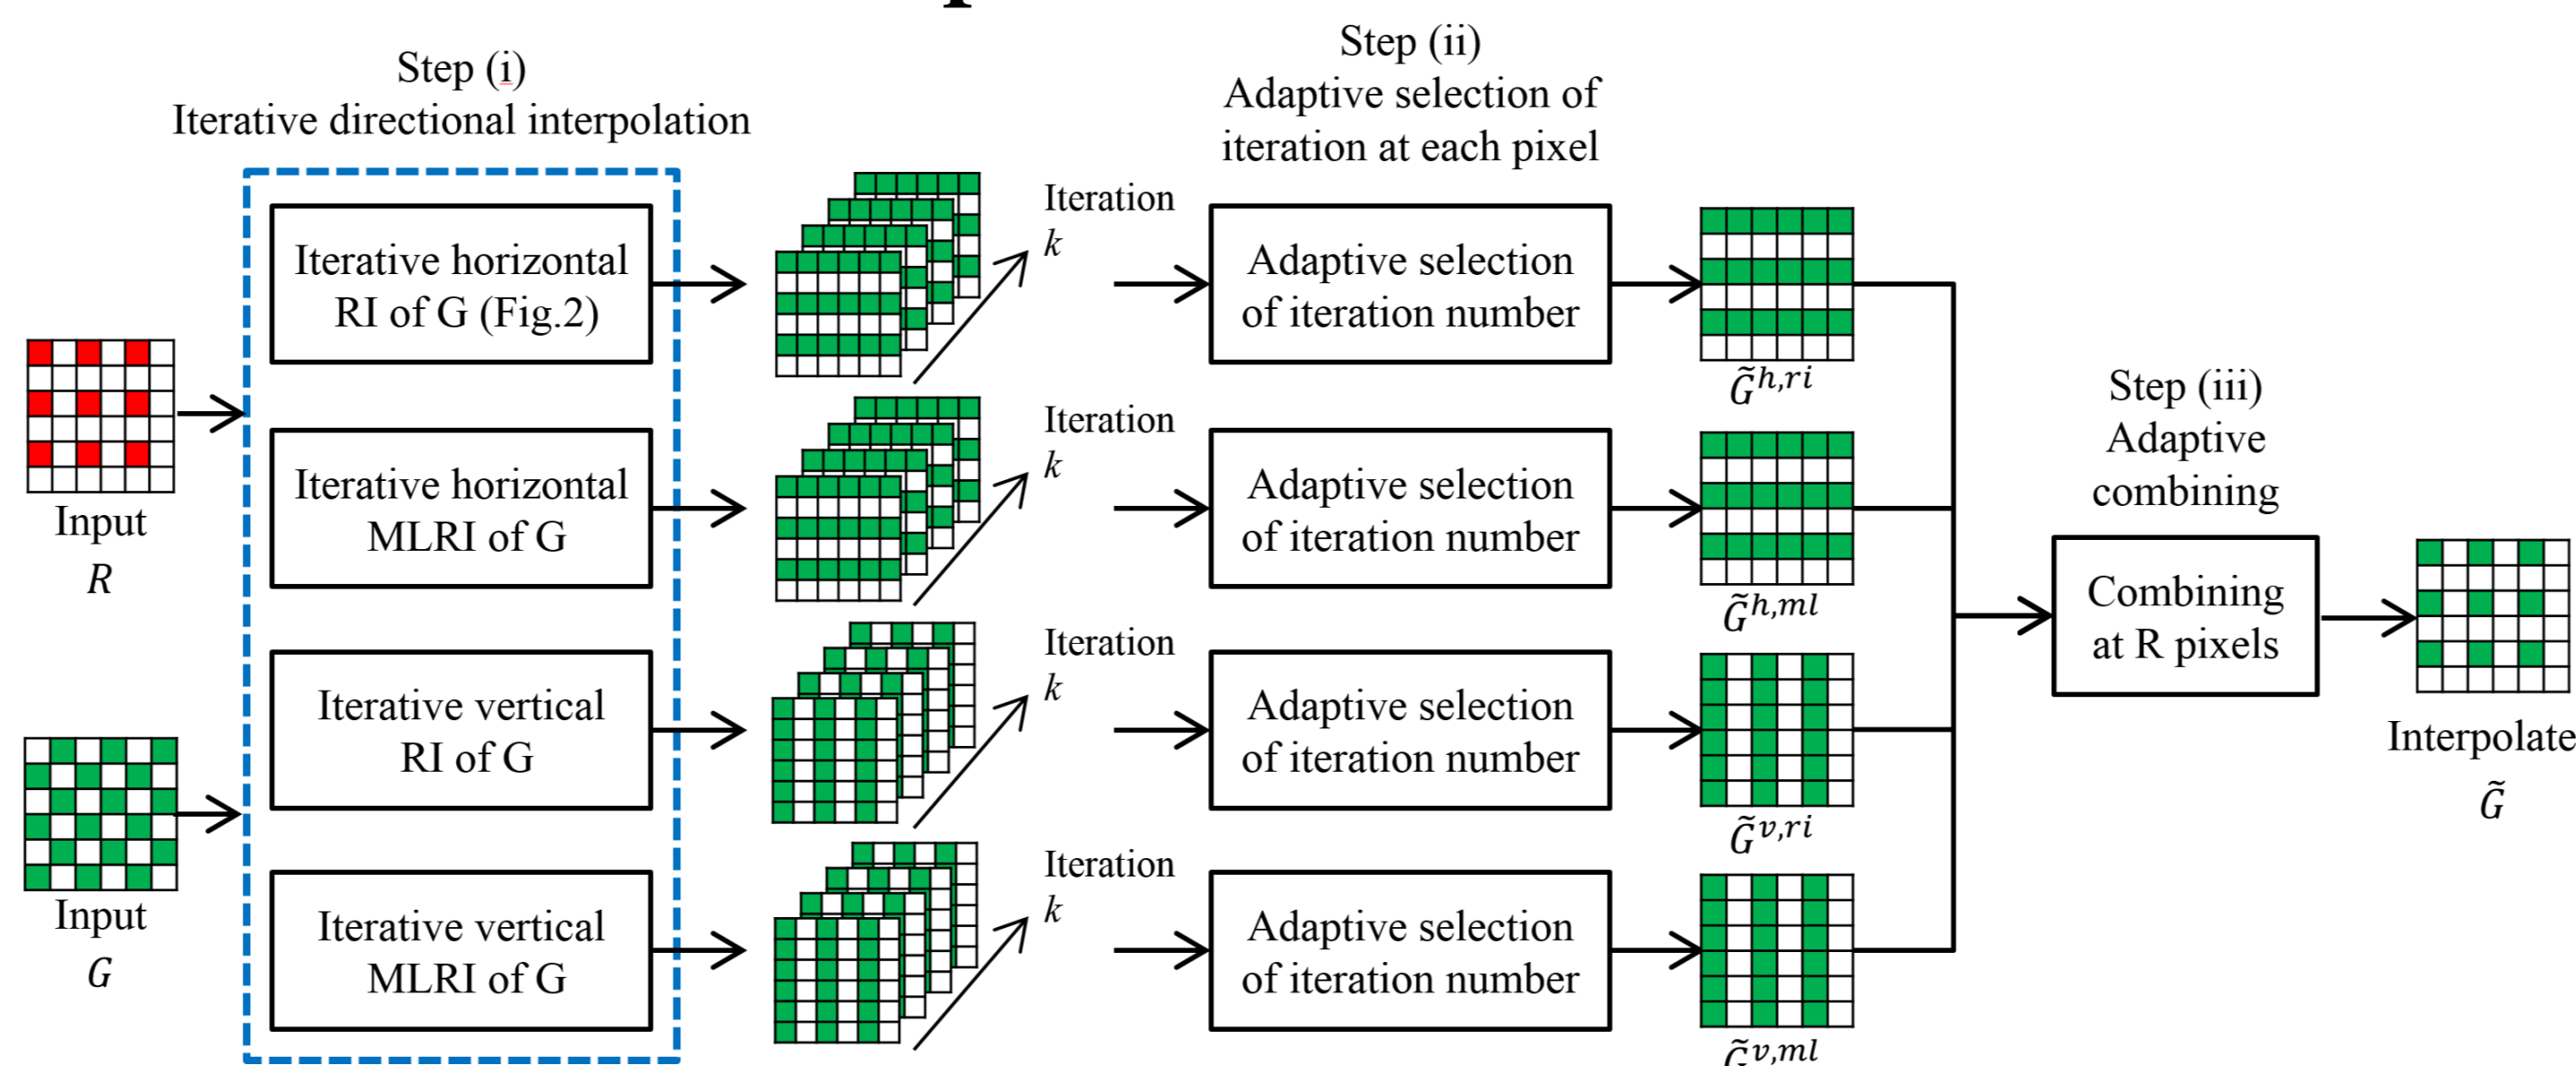 Step (i)
Iterative directional interpolation
Step (ii)
Adaptive selection of
iteration at each pixel
Iterative horizontal
RI of G (Fig.2)
Iteration
k
Adaptive selection
of iteration number
G̃^{h,ri}
Input
R
Iterative horizontal
MLRI of G
Iteration
k
Adaptive selection
of iteration number
G̃^{h,ml}
Step (iii)
Adaptive
combining
Combining
at R pixels
Iterative vertical
RI of G
Iteration
k
Adaptive selection
of iteration number
G̃^{v,ri}
Interpolate
G̃
Input
G
Iterative vertical
MLRI of G
Iteration
k
Adaptive selection
of iteration number
G̃^{v,ml}